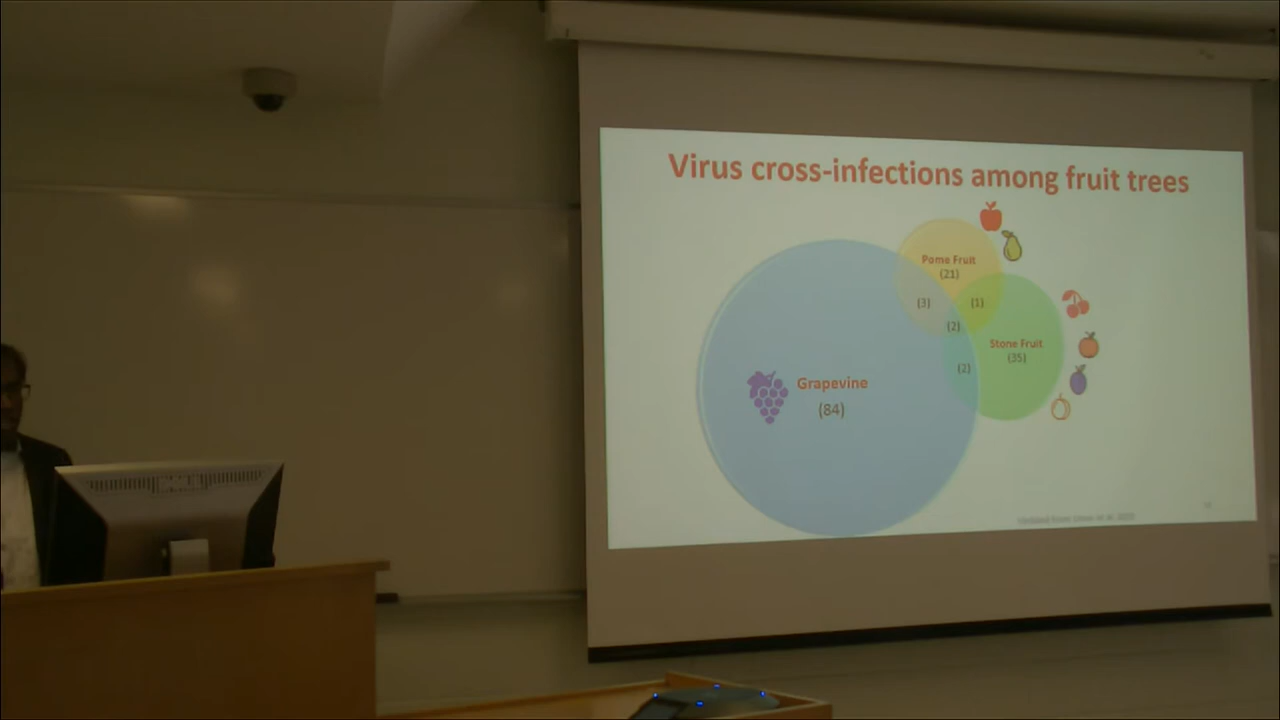 Virus cross-infections among fruit trees
Pome Fruit
(21)
(3)
(1)
(2)
Stone Fruit
(35)
(2)
Grapevine
(84)